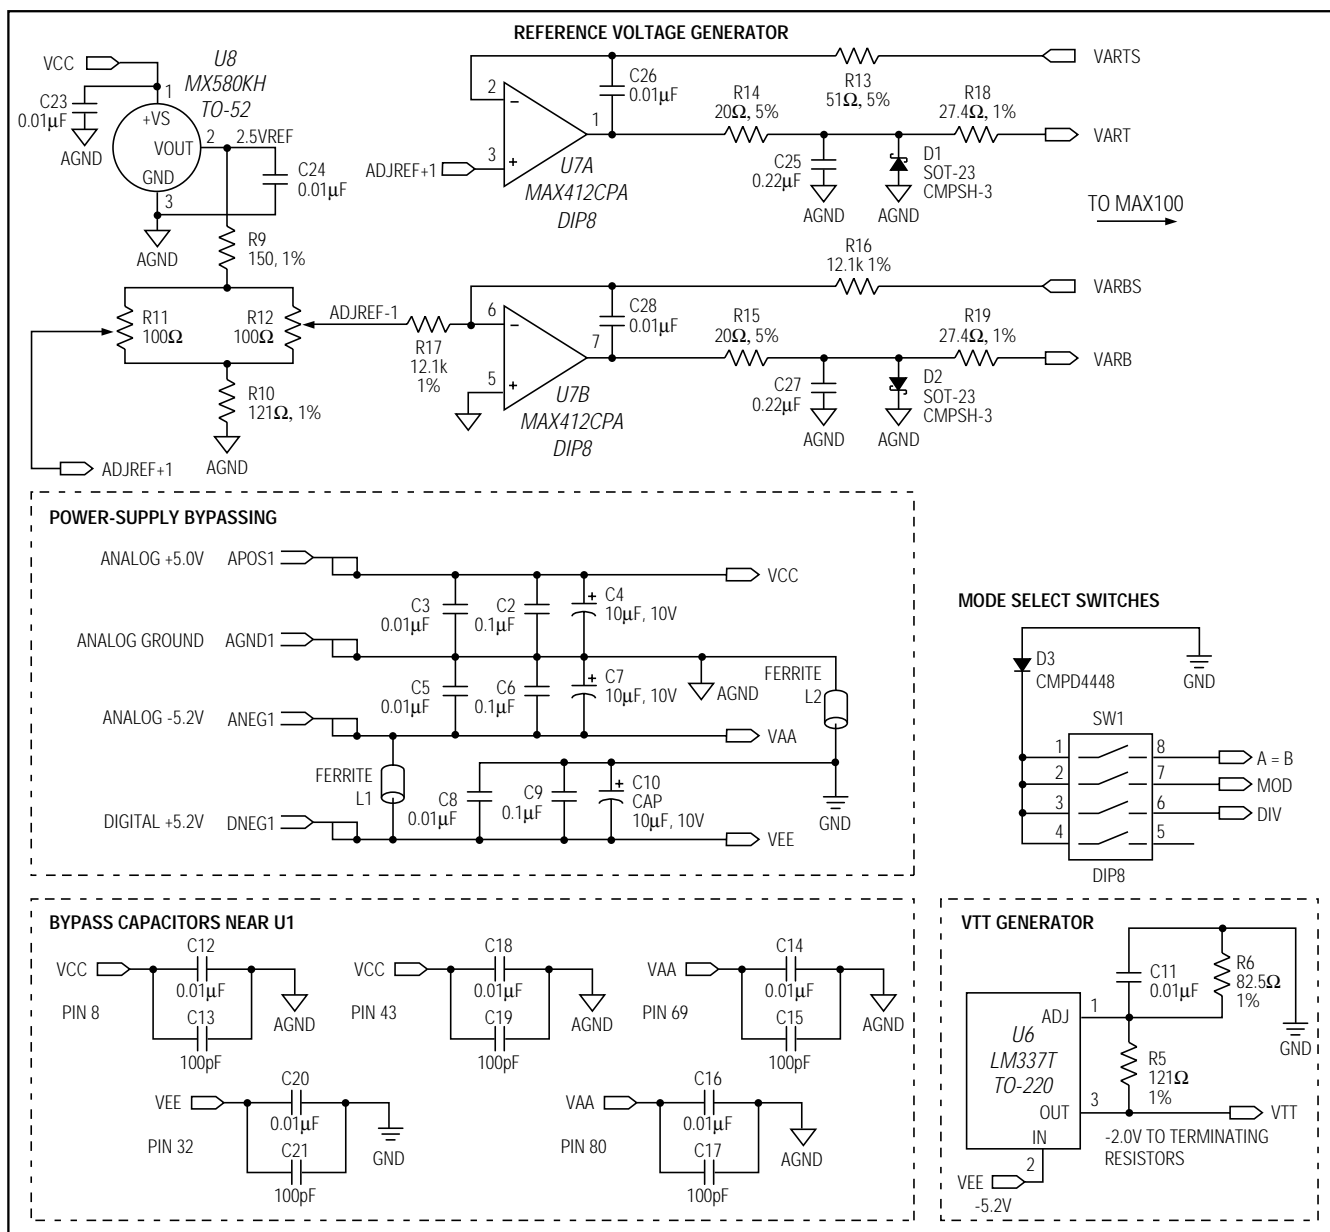 REFERENCE VOLTAGE GENERATOR
U8
MX580KH
TO-52
VCC
C23
0.01µF
AGND
1
+VS
VOUT
2
2.5VREF
GND
3
AGND
C24
0.01µF
R9
150, 1%
R11
100Ω
R12
100Ω
R10
121Ω, 1%
AGND
ADJREF+1
ADJREF-1
2
3
1
ADJREF+1
U7A
MAX412CPA
DIP8
C26
0.01µF
R13
51Ω, 5%
VARTS
R14
20Ω, 5%
C25
0.22µF
AGND
D1
SOT-23
CMPSH-3
AGND
R18
27.4Ω, 1%
VART
TO MAX100
R17
12.1k
1%
6
5
7
U7B
MAX412CPA
DIP8
C28
0.01µF
R16
12.1k 1%
VARBS
R15
20Ω, 5%
C27
0.22µF
AGND
D2
SOT-23
CMPSH-3
AGND
R19
27.4Ω, 1%
VARB
POWER-SUPPLY BYPASSING
ANALOG +5.0V APOS1
VCC
C3
0.01µF
C2
0.1µF
C4
10µF, 10V
ANALOG GROUND AGND1
AGND
C5
0.01µF
C6
0.1µF
C7
10µF, 10V
FERRITE
L2
ANALOG -5.2V ANEG1
VAA
FERRITE
L1
C8
0.01µF
C9
0.1µF
C10
CAP
10µF, 10V
GND
DIGITAL +5.2V DNEG1
VEE
MODE SELECT SWITCHES
D3
CMPD4448
GND
SW1
1 8 A = B
2 7 MOD
3 6 DIV
4 5
DIP8
BYPASS CAPACITORS NEAR U1
VCC
PIN 8
C12
0.01µF
C13
100pF
AGND
VCC
PIN 43
C18
0.01µF
C19
100pF
AGND
VAA
PIN 69
C14
0.01µF
C15
100pF
AGND
VEE
PIN 32
C20
0.01µF
C21
100pF
GND
VAA
PIN 80
C16
0.01µF
C17
100pF
AGND
VTT GENERATOR
C11
0.01µF
R6
82.5Ω
1%
GND
ADJ
1
U6
LM337T
TO-220
R5
121Ω
1%
OUT
3
VTT
IN
2
-2.0V TO TERMINATING
RESISTORS
VEE
-5.2V